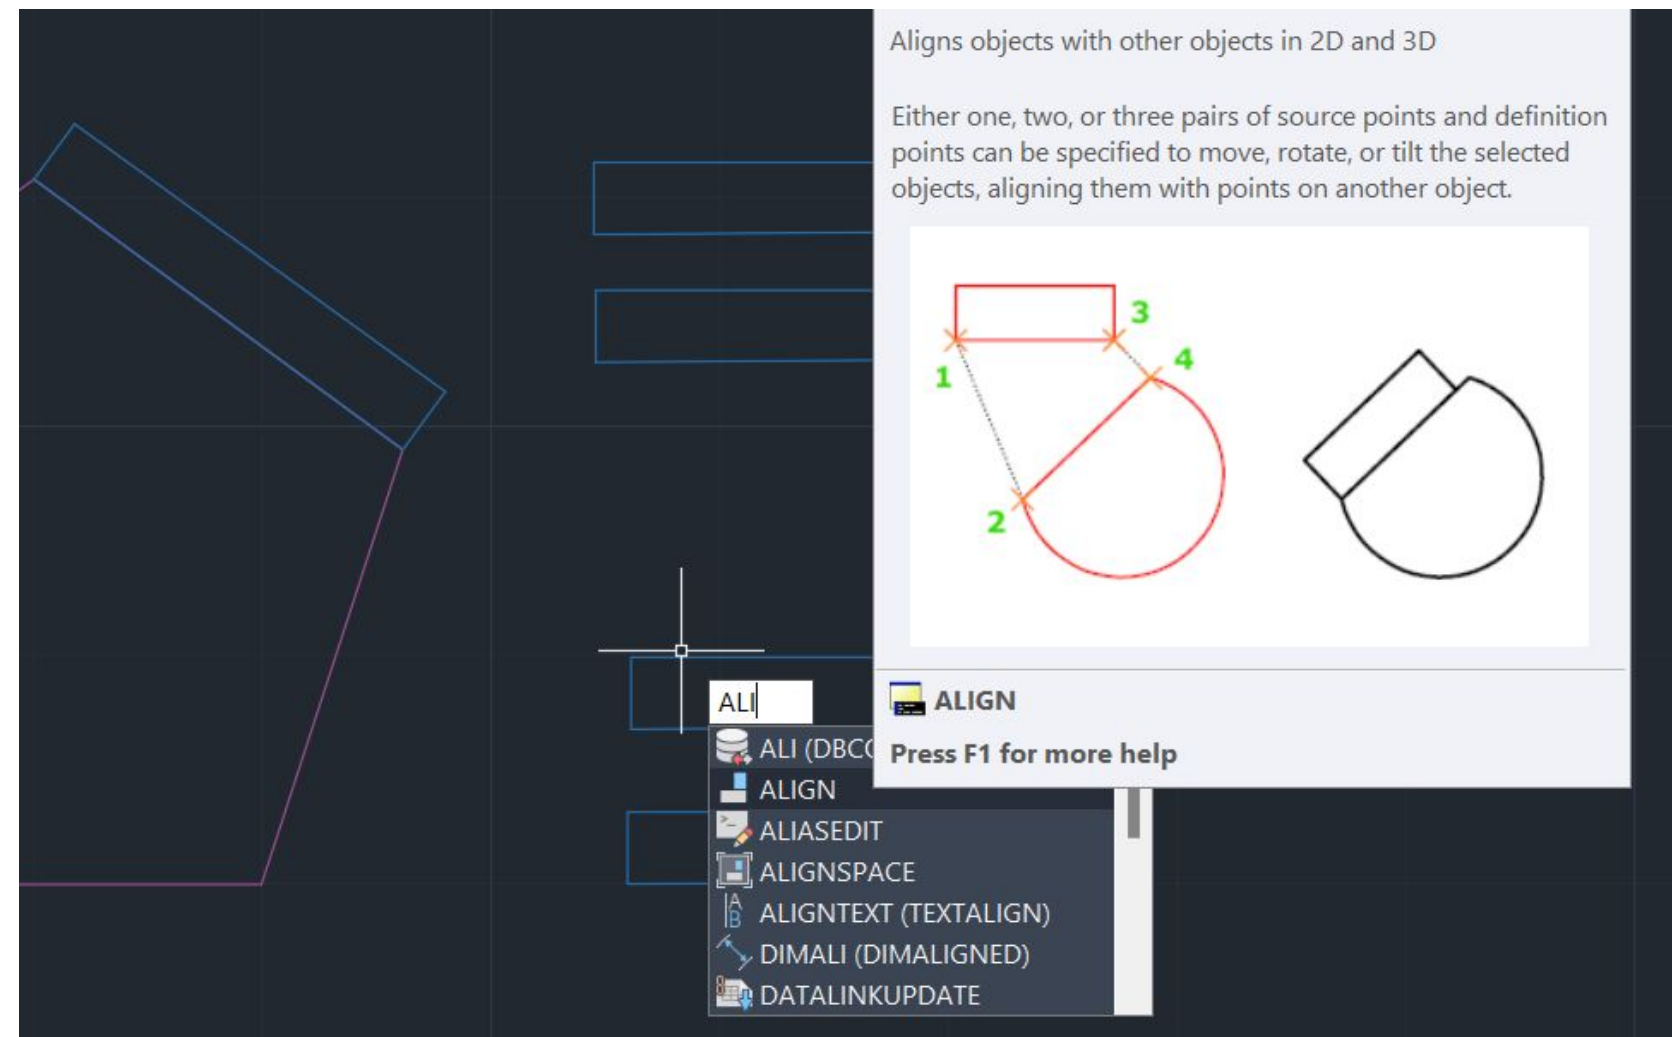 Aligns objects with other objects in 2D and 3D
Either one, two, or three pairs of source points and definition
points can be specified to move, rotate, or tilt the selected
objects, aligning them with points on another object.
3
4
1
2
ALIGN
Press F1 for more help
ALI
ALI (DBCO
ALIGN
ALIASEDIT
ALIGNSPACE
A
B
ALIGNTEXT (TEXTALIGN)
DIMALI (DIMALIGNED)
DATALINKUPDATE